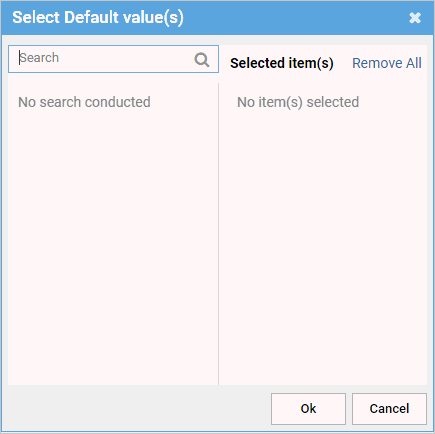 Select Default value(s)
Search
Selected item(s)
Remove All
No search conducted
No item(s) selected
Ok
Cancel